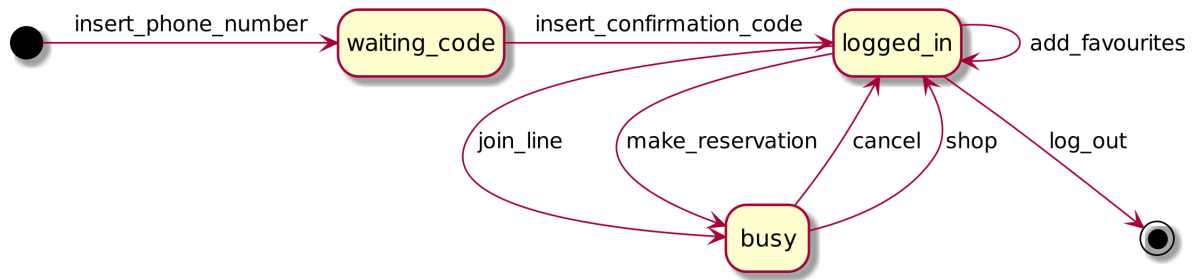 insert_phone_number
waiting_code
insert_confirmation_code
logged_in
add_favourites
join_line
make_reservation
cancel
shop
log_out
busy